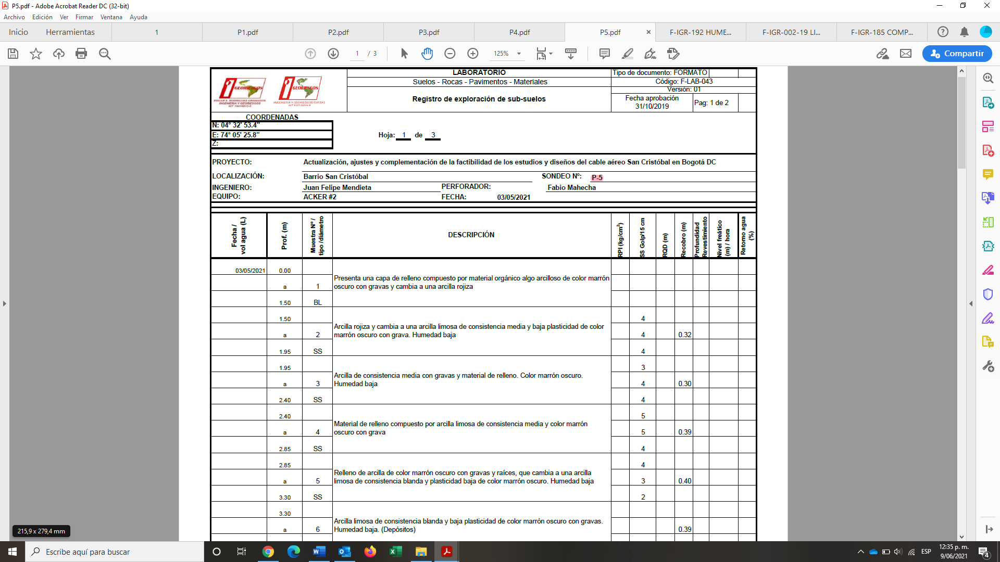 P5.pdf - Adobe Acrobat Reader DC (32-bit)
Archivo Edición Ver Firmar Ventana Ayuda
Inicio Herramientas 1 P1.pdf P2.pdf P3.pdf P4.pdf P5.pdf F-IGR-192 HUME... F-IGR-002-19 LI... F-IGR-185 COMP...
1 / 3 125% Compartir
LABORATORIO
Tipo de documento: FORMATO
Suelos - Rocas - Pavimentos - Materiales
Código: F-LAB-043
Versión: 01
Registro de exploración de sub-suelos
Fecha aprobación
31/10/2019
Pag: 1 de 2
GEORIESGOS
EDGAR E. RODRIGUEZ GRANADOS
INGENIERIA Y GEORIESGOS
GEORIESGOS
INGENIERIA Y GEORIESGOS IGR SAS
COORDENADAS
N: 04° 32' 53.4"
E: 74° 05' 25.8"
Z:
Hoja: 1 de 3
PROYECTO: Actualización, ajustes y complementación de la factibilidad de los estudios y diseños del cable aéreo San Cristóbal en Bogotá DC
LOCALIZACIÓN: Barrio San Cristóbal SONDEO Nº: P-5
INGENIERO: Juan Felipe Mendieta PERFORADOR: Fabio Mahecha
EQUIPO: ACKER #2 FECHA: 03/05/2021
Fecha / vol agua (L) Prof. (m) Muestra Nº / tipo /diámetro DESCRIPCIÓN RPI (kg/cm2) SS Golp/15 cm RQD (m) Recobro (m) Profundidad Revestimiento Nivel freático (m) / hora Retorno agua (%)
03/05/2021 0.00
a 1
1.50 BL
Presenta una capa de relleno compuesto por material orgánico algo arcilloso de color marrón
oscuro con gravas y cambia a una arcilla rojiza
1.50 4
a 2 4 0.32
1.95 SS 4
Arcilla rojiza y cambia a una arcilla limosa de consistencia media y baja plasticidad de color
marrón oscuro con grava. Humedad baja
1.95 3
a 3 4 0.30
2.40 SS 4
Arcilla de consistencia media con gravas y material de relleno. Color marrón oscuro.
Humedad baja
2.40 5
a 4 5 0.39
2.85 SS 4
Material de relleno compuesto por arcilla limosa de consistencia media y color marrón
oscuro con grava
2.85 4
a 5 3 0.40
3.30 SS 2
Relleno de arcilla de color marrón oscuro con gravas y raíces, que cambia a una arcilla
limosa de consistencia blanda y plasticidad baja de color marrón oscuro. Humedad baja
3.30
a 6 0.39
Arcilla limosa de consistencia blanda y baja plasticidad de color marrón oscuro con gravas.
Humedad baja. (Depósitos)
215,9 x 279,4 mm
Escribe aquí para buscar
ESP
12:35 p. m.
9/06/2021
4